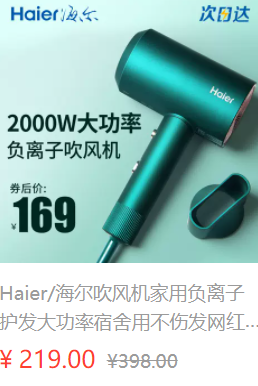 Haier海尔
次日达
Haier
2000W大功率
负离子吹风机
券后价:
¥169
Haier/海尔吹风机家用负离子
护发大功率宿舍用不伤发网红...
¥ 219.00 ¥398.00